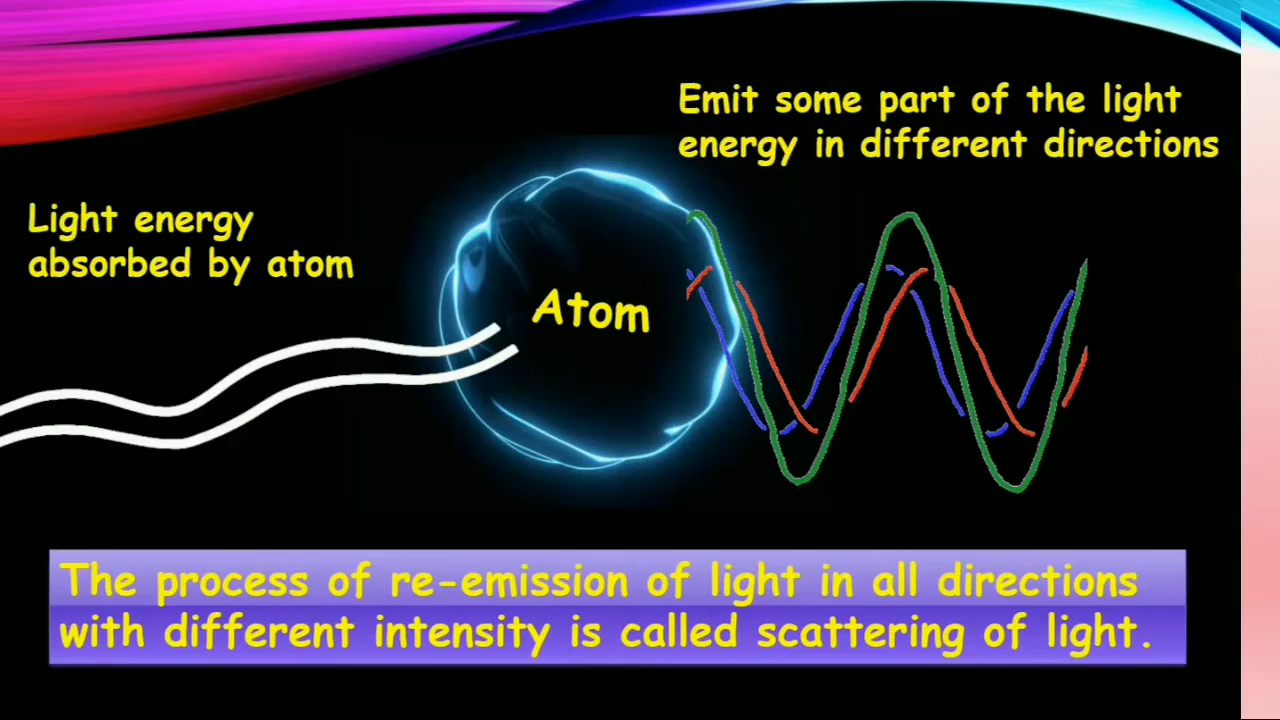 Emit some part of the light
energy in different directions
Light energy
absorbed by atom
Atom
The process of re-emission of light in all directions
with different intensity is called scattering of light.